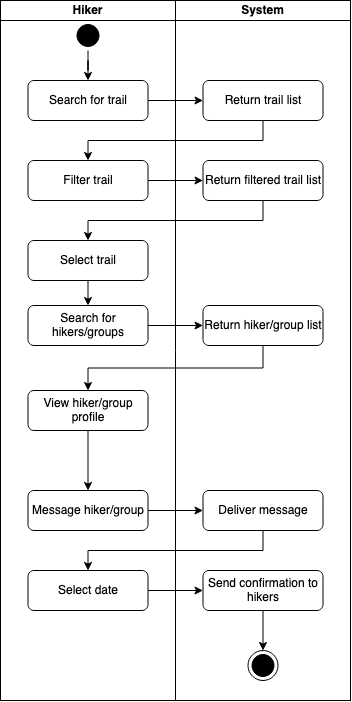 Hiker
System
Search for trail
Return trail list
Filter trail
Return filtered trail list
Select trail
Search for
hikers/groups
Return hiker/group list
View hiker/group
profile
Message hiker/group
Deliver message
Select date
Send confirmation to
hikers